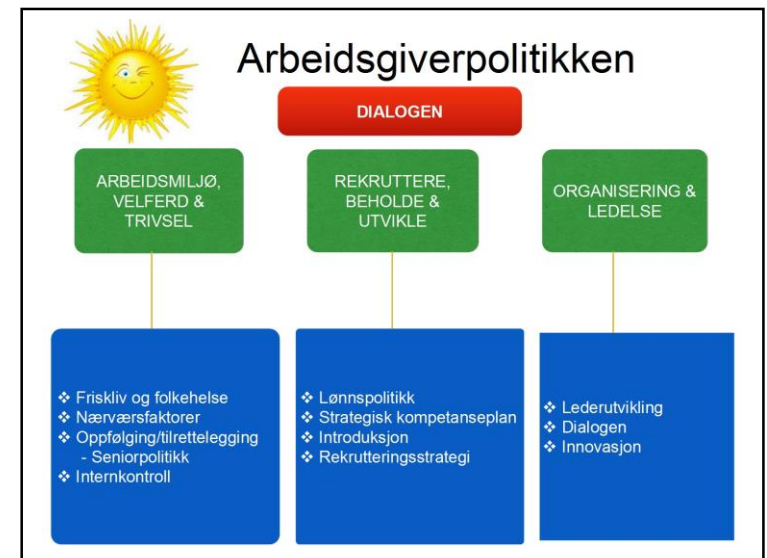 Arbeidsgiverpolitikken
DIALOGEN
ARBEIDSMILJØ,
VELFERD &
TRIVSEL
REKRUTTERE,
BEHOLDE &
UTVIKLE
ORGANISERING &
LEDELSE
❖ Friskliv og folkehelse
❖ Nærværsfaktorer
❖ Oppfølging/tilrettelegging
- Seniorpolitikk
❖ Internkontroll
❖ Lønnspolitikk
❖ Strategisk kompetanseplan
❖ Introduksjon
❖ Rekrutteringsstrategi
❖ Lederutvikling
❖ Dialogen
❖ Innovasjon